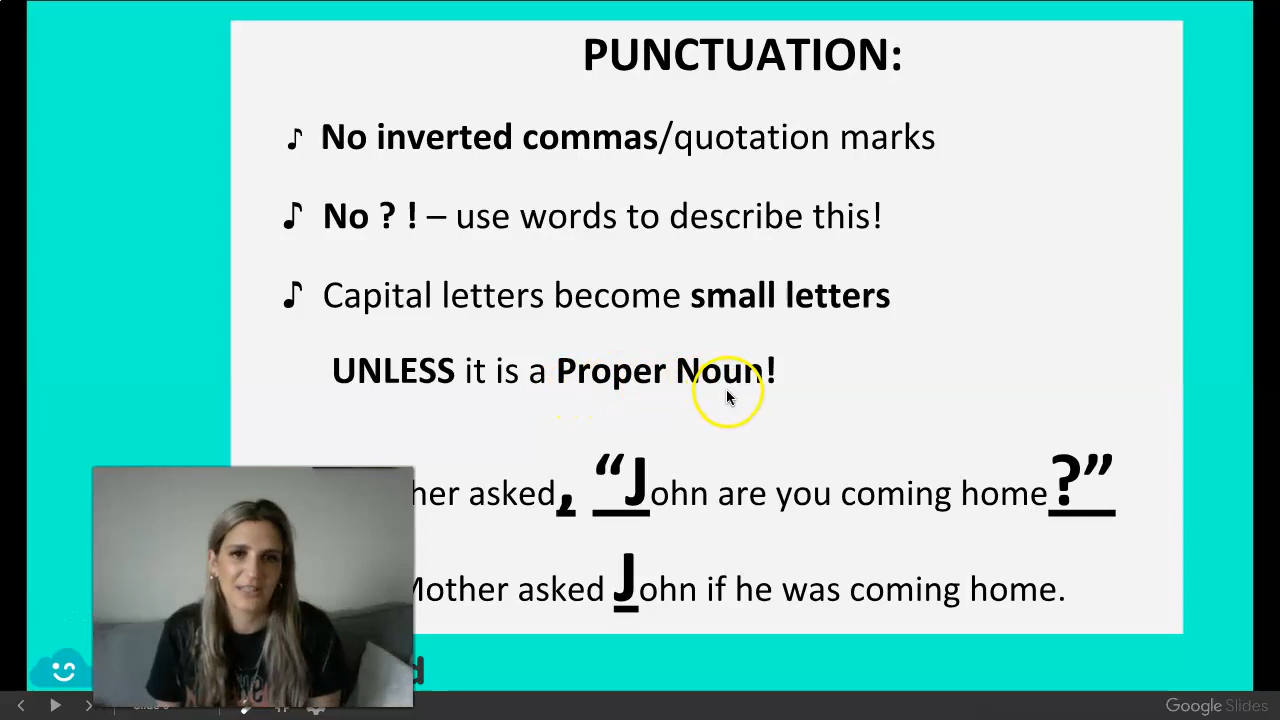 PUNCTUATION:
♪ No inverted commas/quotation marks
♪ No ? ! – use words to describe this!
♪ Capital letters become small letters
UNLESS it is a Proper Noun!
asked, “John are you coming home?”
Mother asked John if he was coming home.
Google Slides